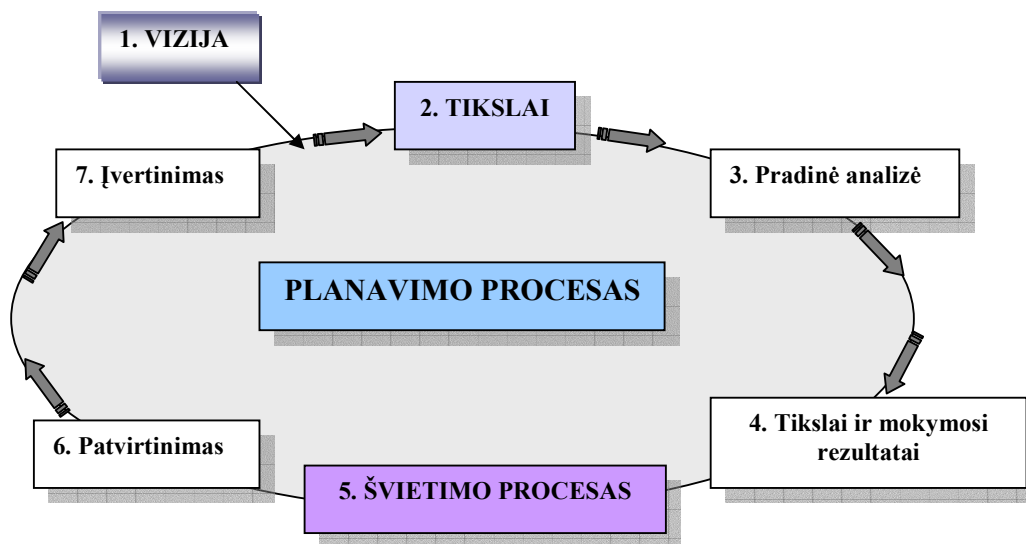 1. VIZIJA
2. TIKSLAI
3. Pradinė analizė
4. Tikslai ir mokymosi
rezultatai
5. ŠVIETIMO PROCESAS
6. Patvirtinimas
7. Įvertinimas
PLANAVIMO PROCESAS